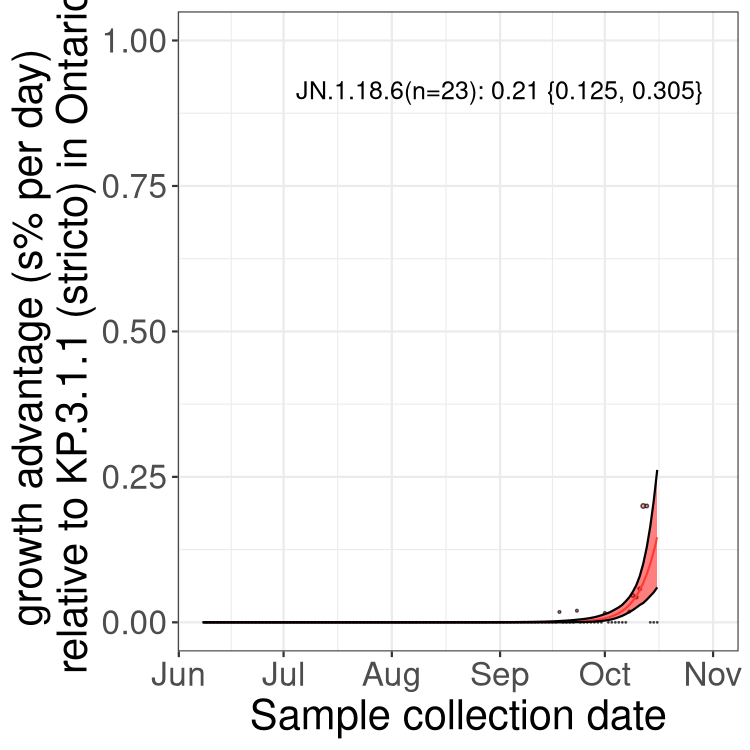 growth advantage (s% per day)
relative to KP.3.1.1 (stricto) in Ontario
1.00
0.75
0.50
0.25
0.00
JN.1.18.6(n=23): 0.21 {0.125, 0.305}
Jun Jul Aug Sep Oct Nov
Sample collection date